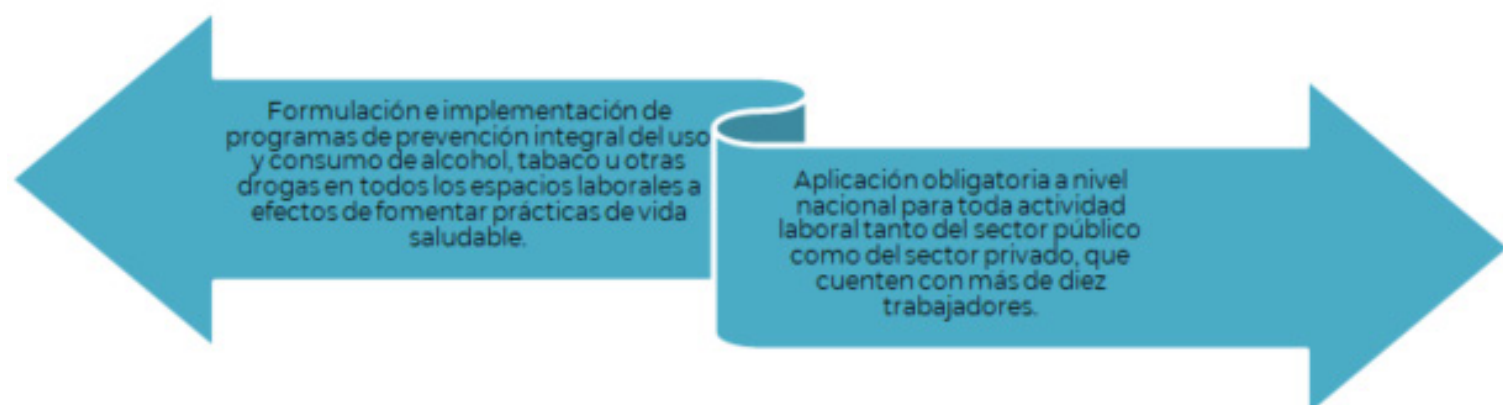 Formulación e implementación de
programas de prevención integral del uso
y consumo de alcohol, tabaco u otras
drogas en todos los espacios laborales a
efectos de fomentar prácticas de vida
saludable.
Aplicación obligatoria a nivel
nacional para toda actividad
laboral tanto del sector público
como del sector privado, que
cuenten con más de diez
trabajadores.